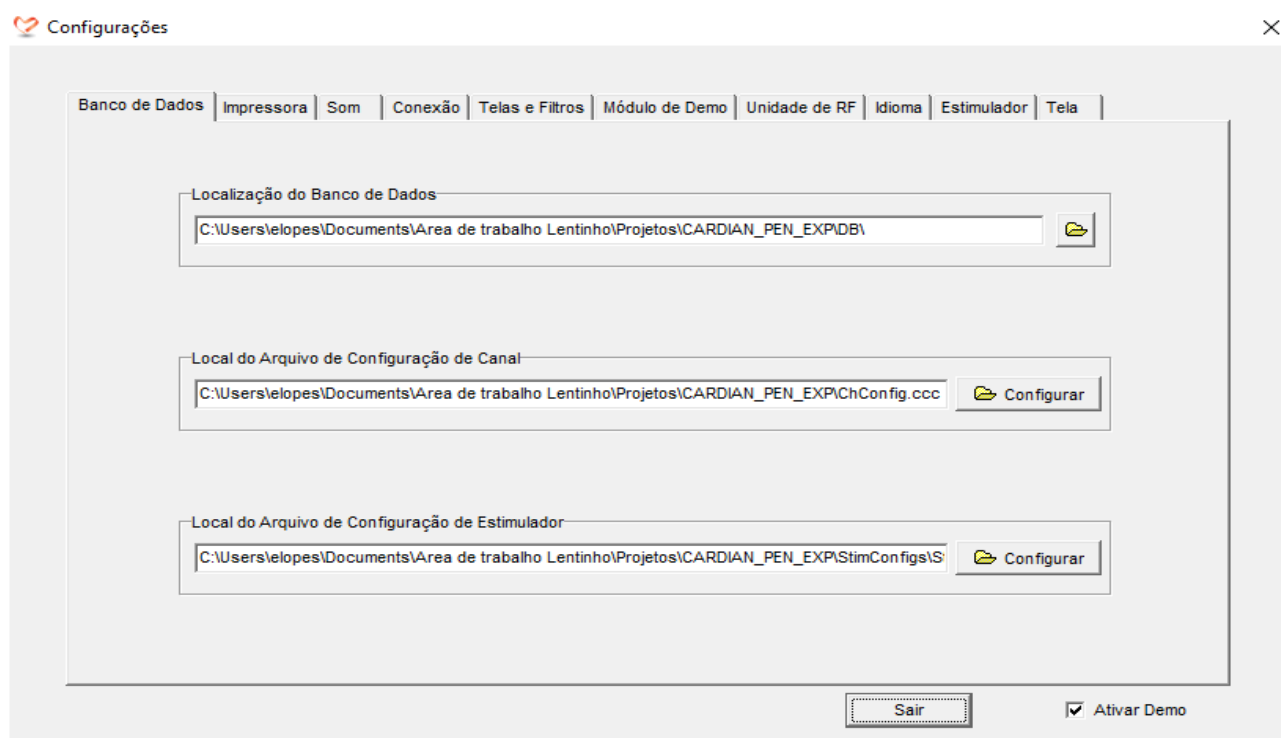 Configurações
Banco de Dados Impressora Som Conexão Telas e Filtros Módulo de Demo Unidade de RF Idioma Estimulador Tela
Localização do Banco de Dados
C:\Users\elopes\Documents\Area de trabalho Lentinho\Projetos\CARDIAN_PEN_EXP\DB\
Local do Arquivo de Configuração de Canal
C:\Users\elopes\Documents\Area de trabalho Lentinho\Projetos\CARDIAN_PEN_EXP\ChConfig.ccc Configurar
Local do Arquivo de Configuração de Estimulador
C:\Users\elopes\Documents\Area de trabalho Lentinho\Projetos\CARDIAN_PEN_EXP\StimConfigs\S Configurar
Sair Ativar Demo